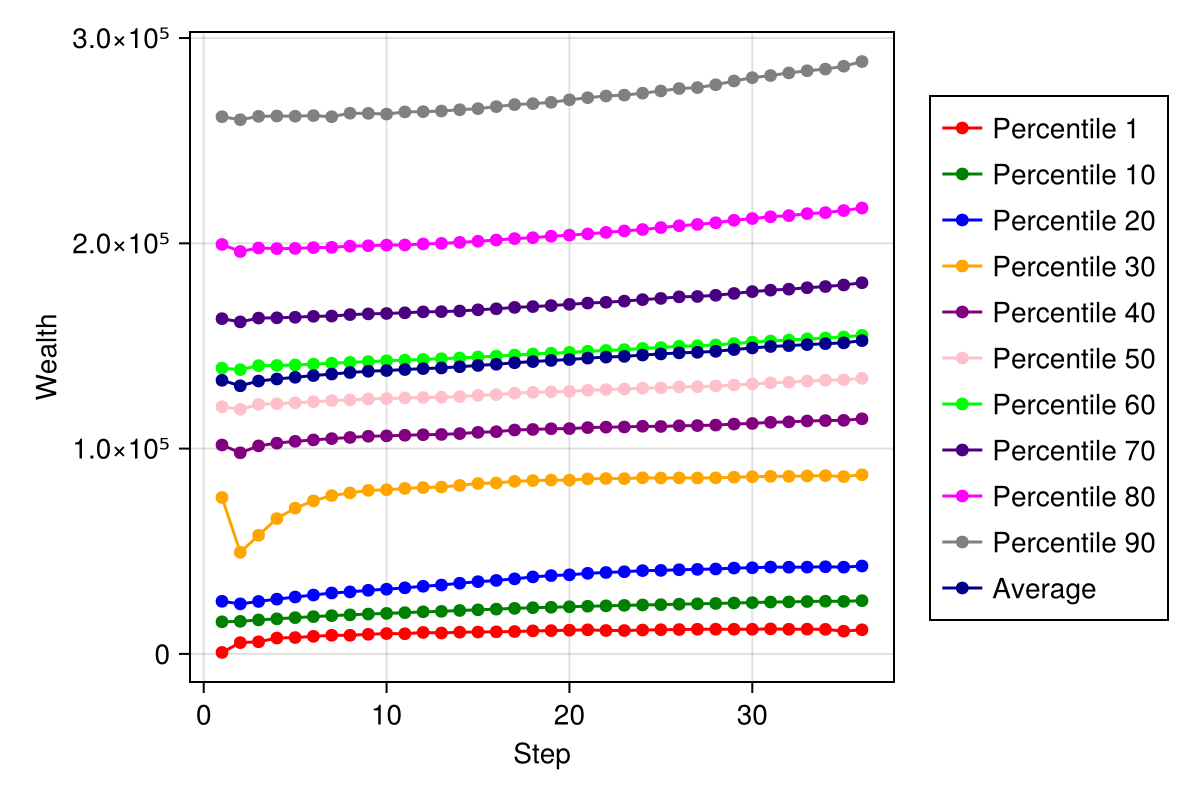 3.0×10⁵
2.0×10⁵
1.0×10⁵
0
Wealth
0 10 20 30
Step
Percentile 1
Percentile 10
Percentile 20
Percentile 30
Percentile 40
Percentile 50
Percentile 60
Percentile 70
Percentile 80
Percentile 90
Average